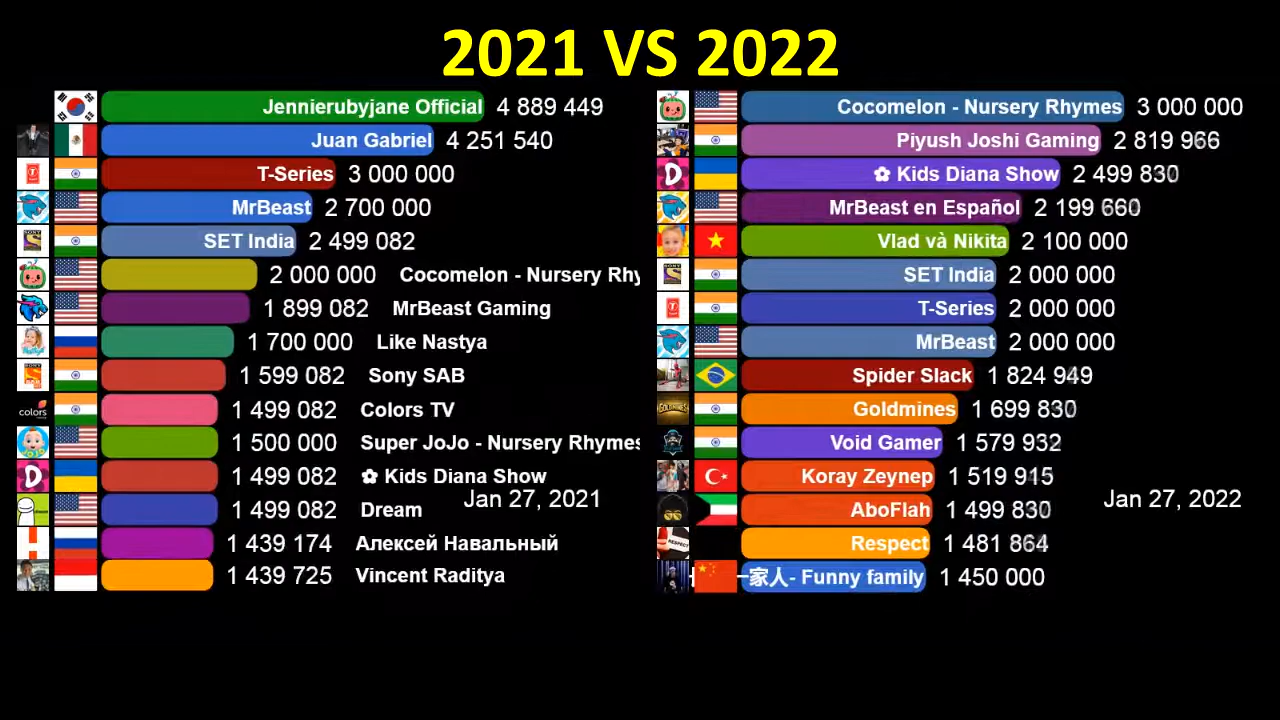 2021 VS 2022
Jennierubyjane Official 4 889 449
Juan Gabriel 4 251 540
T-Series 3 000 000
MrBeast 2 700 000
SET India 2 499 082
2 000 000 Cocomelon - Nursery Rhy
1 899 082 MrBeast Gaming
1 700 000 Like Nastya
1 599 082 Sony SAB
colors 1 499 082 Colors TV
1 500 000 Super JoJo - Nursery Rhymes
1 499 082 ✿ Kids Diana Show
1 499 082 Dream
Jan 27, 2021
1 439 174 Алексей Навальный
1 439 725 Vincent Raditya
Cocomelon - Nursery Rhymes 3 000 000
Piyush Joshi Gaming 2 819 966
✿ Kids Diana Show 2 499 830
MrBeast en Español 2 199 660
Vlad và Nikita 2 100 000
SET India 2 000 000
T-Series 2 000 000
MrBeast 2 000 000
Spider Slack 1 824 949
Goldmines 1 699 830
Void Gamer 1 579 932
Koray Zeynep 1 519 915
AboFlah 1 499 830
Jan 27, 2022
Respect 1 481 864
一家人- Funny family 1 450 000